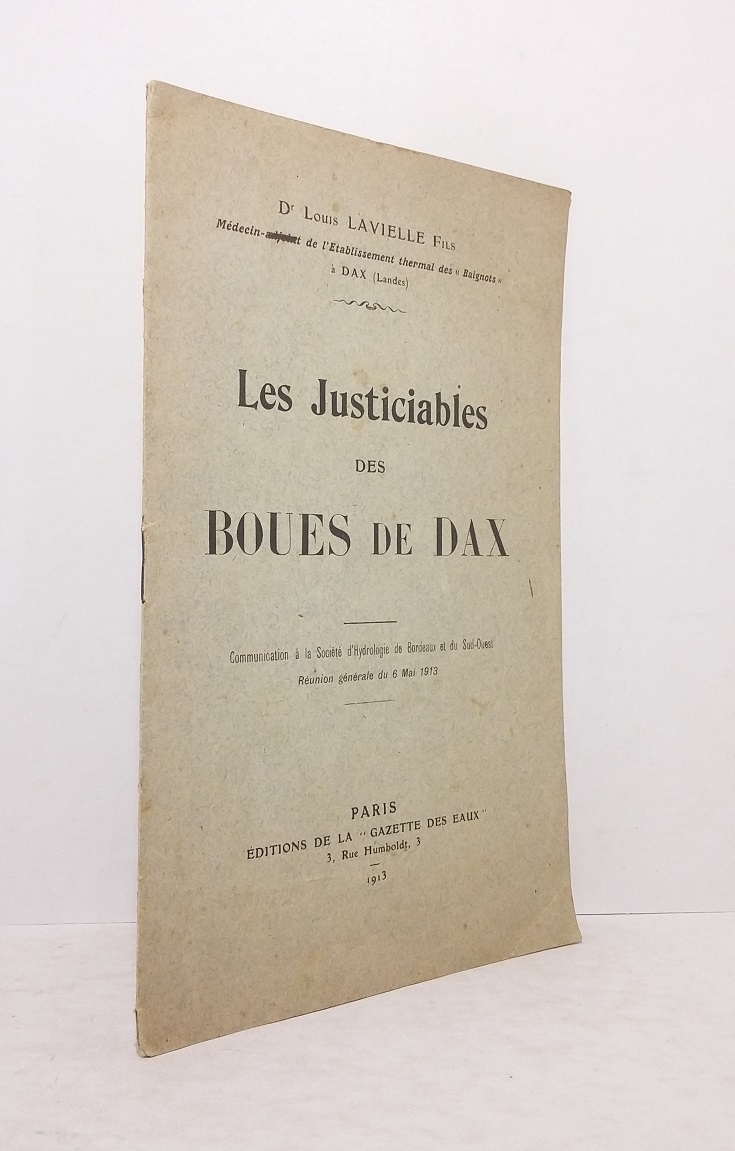 Dr Louis LAVIELLE Fils
Médecin-adjoint de l'Etablissement thermal des « Baignots »
à DAX (Landes)
Les Justiciables
DES
BOUES DE DAX
Communication à la Société d'Hydrologie de Bordeaux et du Sud-Ouest
Réunion générale du 6 Mai 1913
PARIS
ÉDITIONS DE LA "GAZETTE DES EAUX"
3, Rue Humboldt, 3
1913